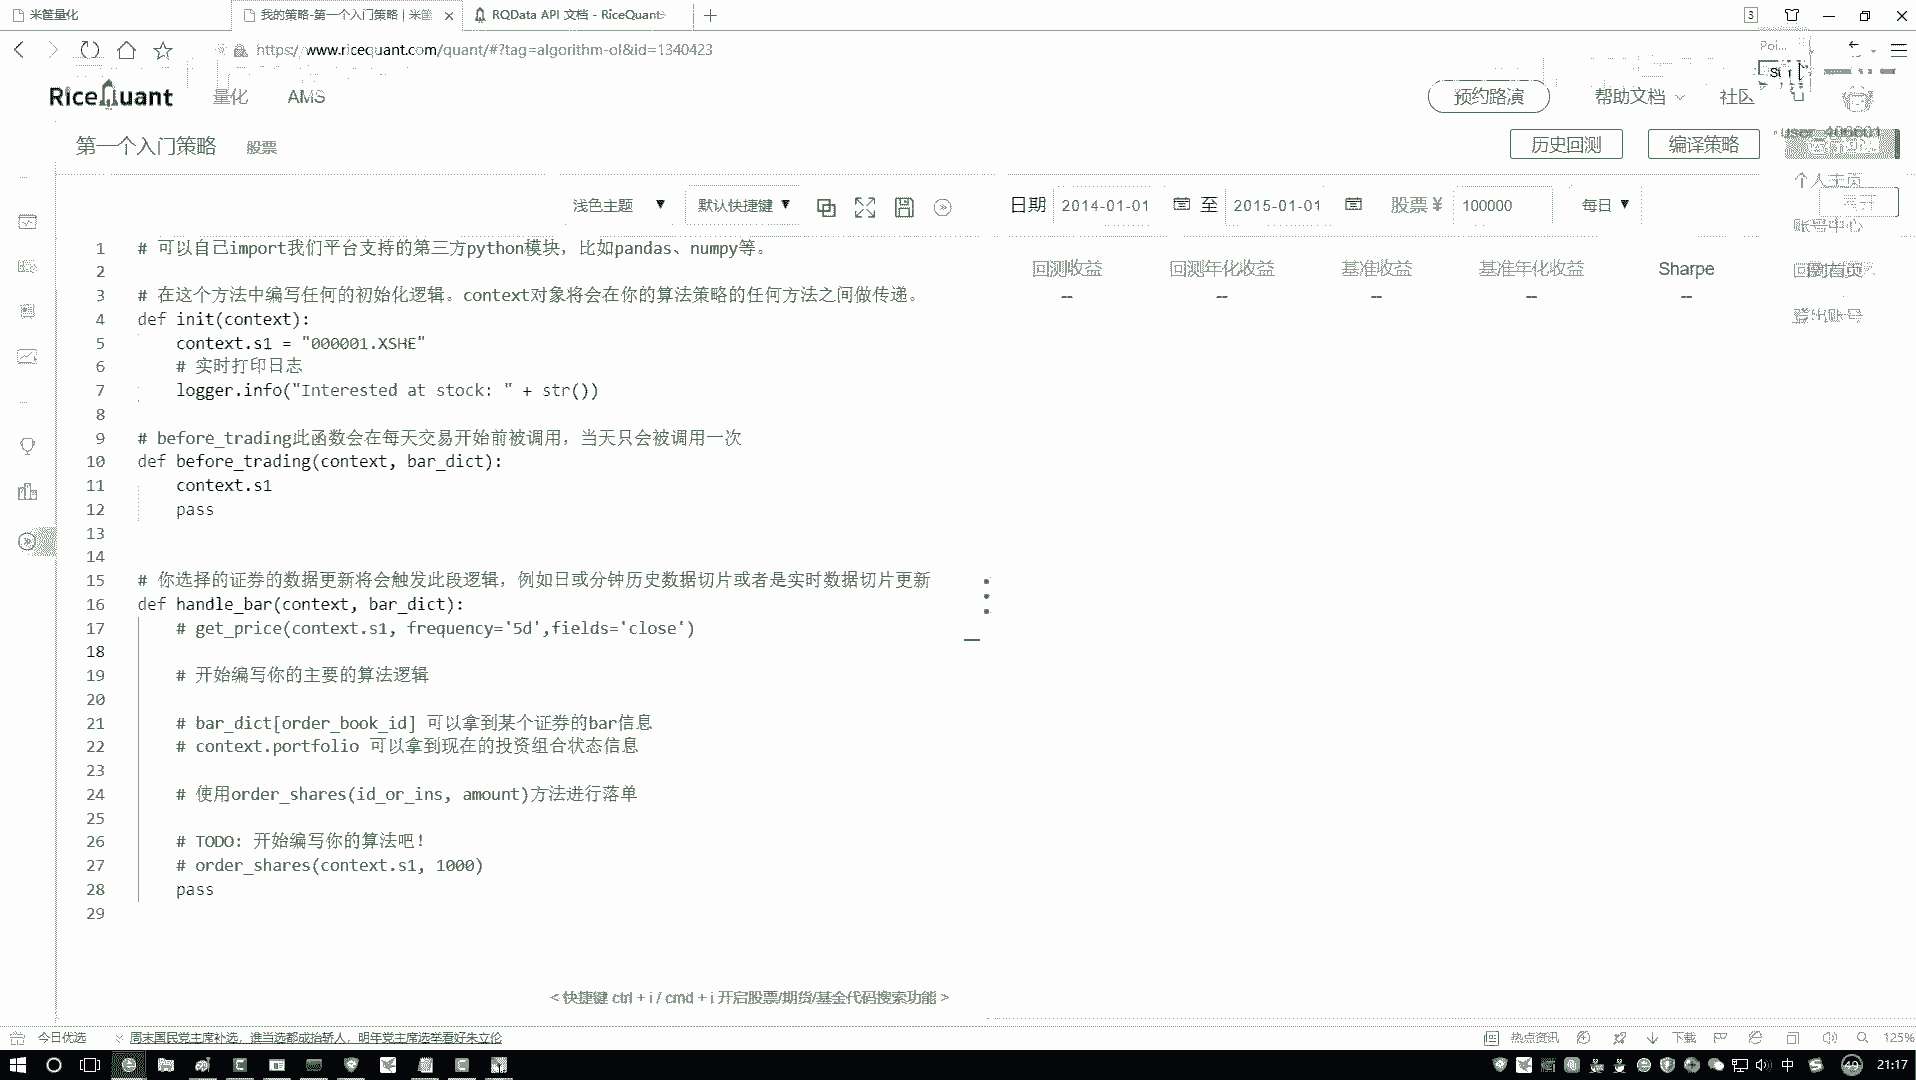 米筐量化
我的策略-第一个入门策略 | 米筐
RQData API 文档 - RiceQuant
3
https://www.ricequant.com/quant/#?tag=algorithm-ol&id=1340423
RiceQuant 量化 AMS 预约路演 帮助文档 社区
第一个入门策略 股票 历史回测 编译策略
个人主页
账号中心
登出账号
浅色主题 默认快捷键 日期 2014-01-01 至 2015-01-01 股票 ¥ 100000 每日
回测收益 回测年化收益 基准收益 基准年化收益 Sharpe
-- -- -- -- --
1 # 可以自己import我们平台支持的第三方python模块，比如pandas、numpy等。
2
3 # 在这个方法中编写任何的初始化逻辑。context对象将会在你的算法策略的任何方法之间做传递。
4 def init(context):
5 context.s1 = "000001.XSHE"
6 # 实时打印日志
7 logger.info("Interested at stock: " + str())
8
9 # before_trading此函数会在每天交易开始前被调用，当天只会被调用一次
10 def before_trading(context, bar_dict):
11 context.s1
12 pass
13
14
15 # 你选择的证券的数据更新将会触发此段逻辑，例如日或分钟历史数据切片或者是实时数据切片更新
16 def handle_bar(context, bar_dict):
17 # get_price(context.s1, frequency='5d',fields='close')
18
19 # 开始编写你的主要的算法逻辑
20
21 # bar_dict[order_book_id] 可以拿到某个证券的bar信息
22 # context.portfolio 可以拿到现在的投资组合状态信息
23
24 # 使用order_shares(id_or_ins, amount)方法进行落单
25
26 # TODO: 开始编写你的算法吧！
27 # order_shares(context.s1, 1000)
28 pass
29
< 快捷键 ctrl + i / cmd + i 开启股票/期货/基金代码搜索功能 >
今日优选 周末国民党主席补选，谁当选都成抬轿人，明年党主席选举看好朱立伦 热点资讯 下载 125%
中 49 21:17